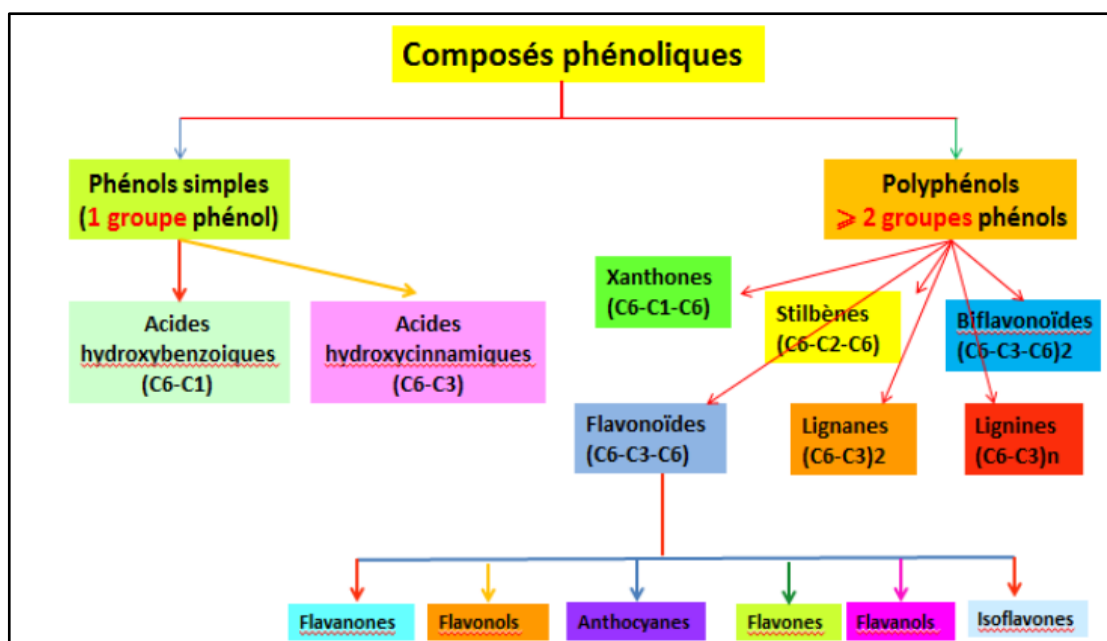 Composés phénoliques
Phénols simples
(1 groupe phénol)
Polyphénols
⩾ 2 groupes phénols
Acides
hydroxybenzoiques
(C6-C1)
Acides
hydroxycinnamiques
(C6-C3)
Xanthones
(C6-C1-C6)
Stilbènes
(C6-C2-C6)
Biflavonoïdes
(C6-C3-C6)2
Flavonoïdes
(C6-C3-C6)
Lignanes
(C6-C3)2
Lignines
(C6-C3)n
Flavanones
Flavonols
Anthocyanes
Flavones
Flavanols
Isoflavones